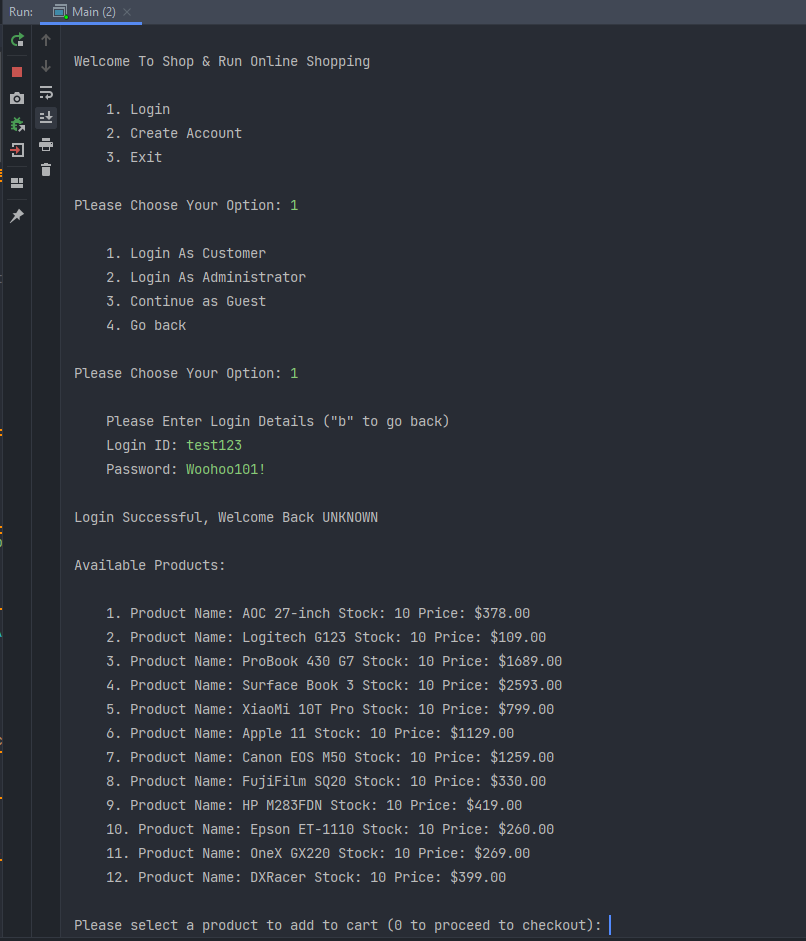 Run: Main (2)
Welcome To Shop & Run Online Shopping
1. Login
2. Create Account
3. Exit
Please Choose Your Option: 1
1. Login As Customer
2. Login As Administrator
3. Continue as Guest
4. Go back
Please Choose Your Option: 1
Please Enter Login Details ("b" to go back)
Login ID: test123
Password: Woohoo101!
Login Successful, Welcome Back UNKNOWN
Available Products:
1. Product Name: AOC 27-inch Stock: 10 Price: $378.00
2. Product Name: Logitech G123 Stock: 10 Price: $109.00
3. Product Name: ProBook 430 G7 Stock: 10 Price: $1689.00
4. Product Name: Surface Book 3 Stock: 10 Price: $2593.00
5. Product Name: XiaoMi 10T Pro Stock: 10 Price: $799.00
6. Product Name: Apple 11 Stock: 10 Price: $1129.00
7. Product Name: Canon EOS M50 Stock: 10 Price: $1259.00
8. Product Name: FujiFilm SQ20 Stock: 10 Price: $330.00
9. Product Name: HP M283FDN Stock: 10 Price: $419.00
10. Product Name: Epson ET-1110 Stock: 10 Price: $260.00
11. Product Name: OneX GX220 Stock: 10 Price: $269.00
12. Product Name: DXRacer Stock: 10 Price: $399.00
Please select a product to add to cart (0 to proceed to checkout):